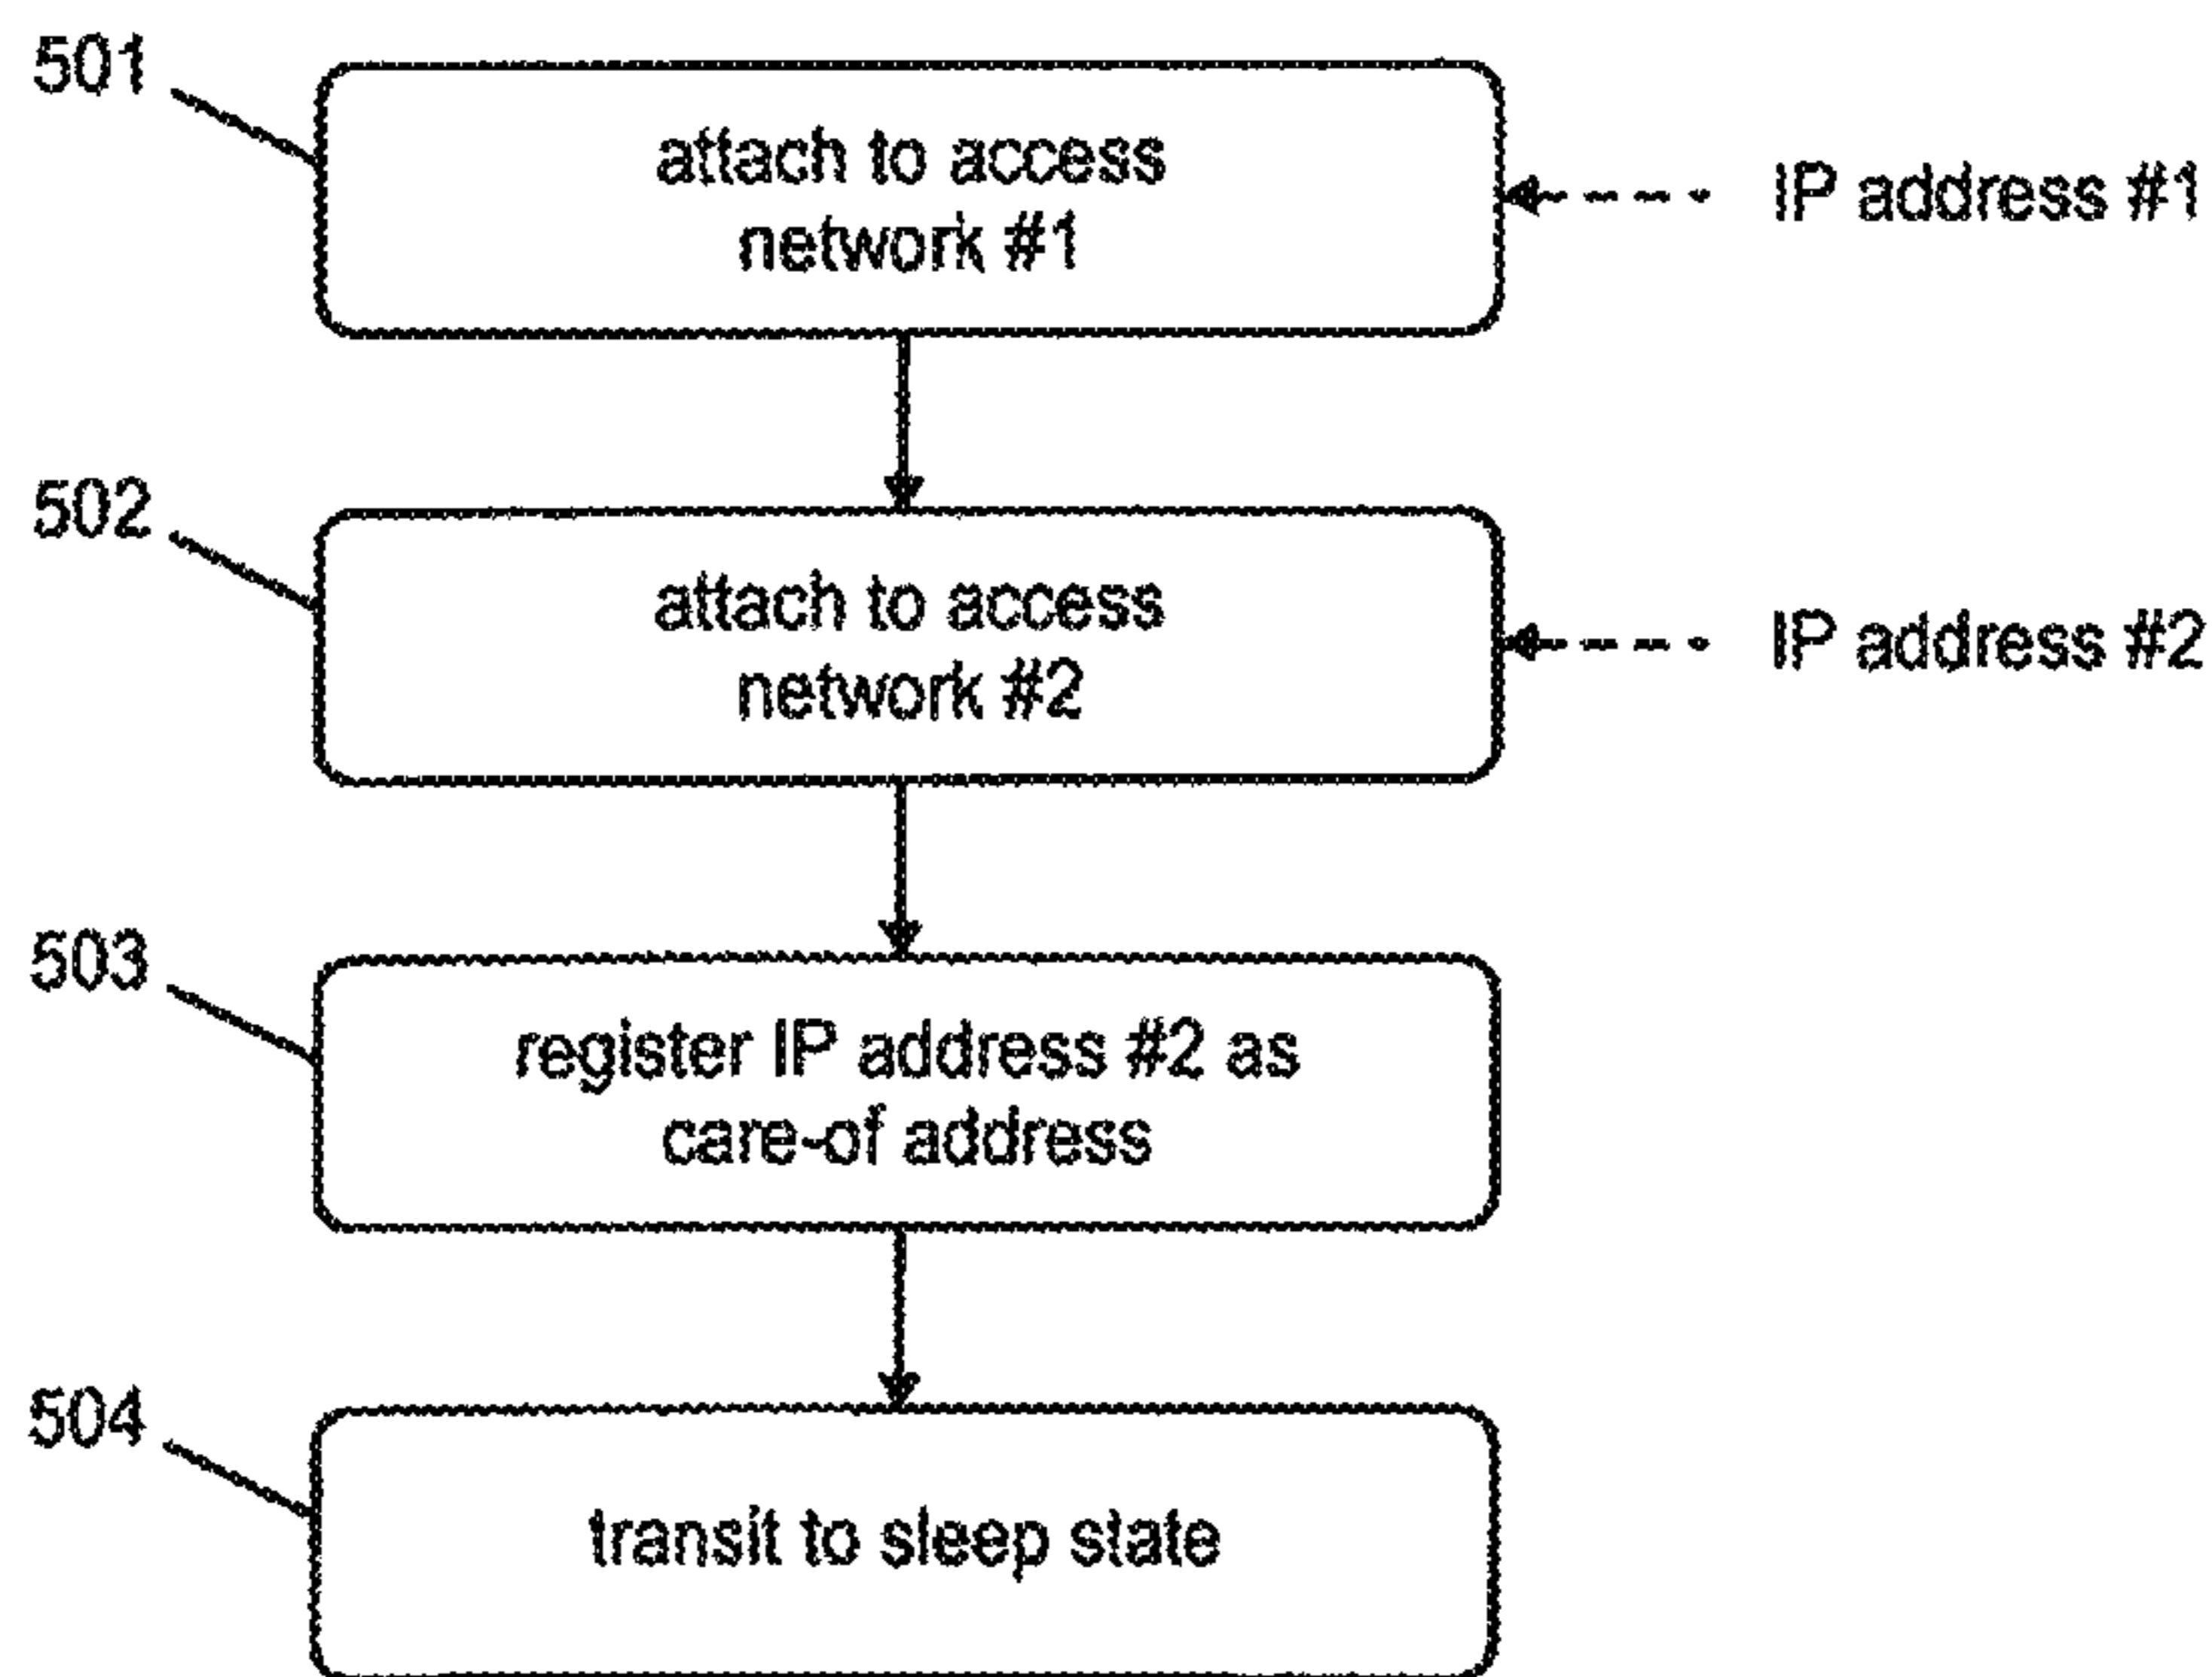 501
attach to access
network #1
IP address #1
502
attach to access
network #2
IP address #2
503
register IP address #2 as
care-of address
504
transit to sleep state